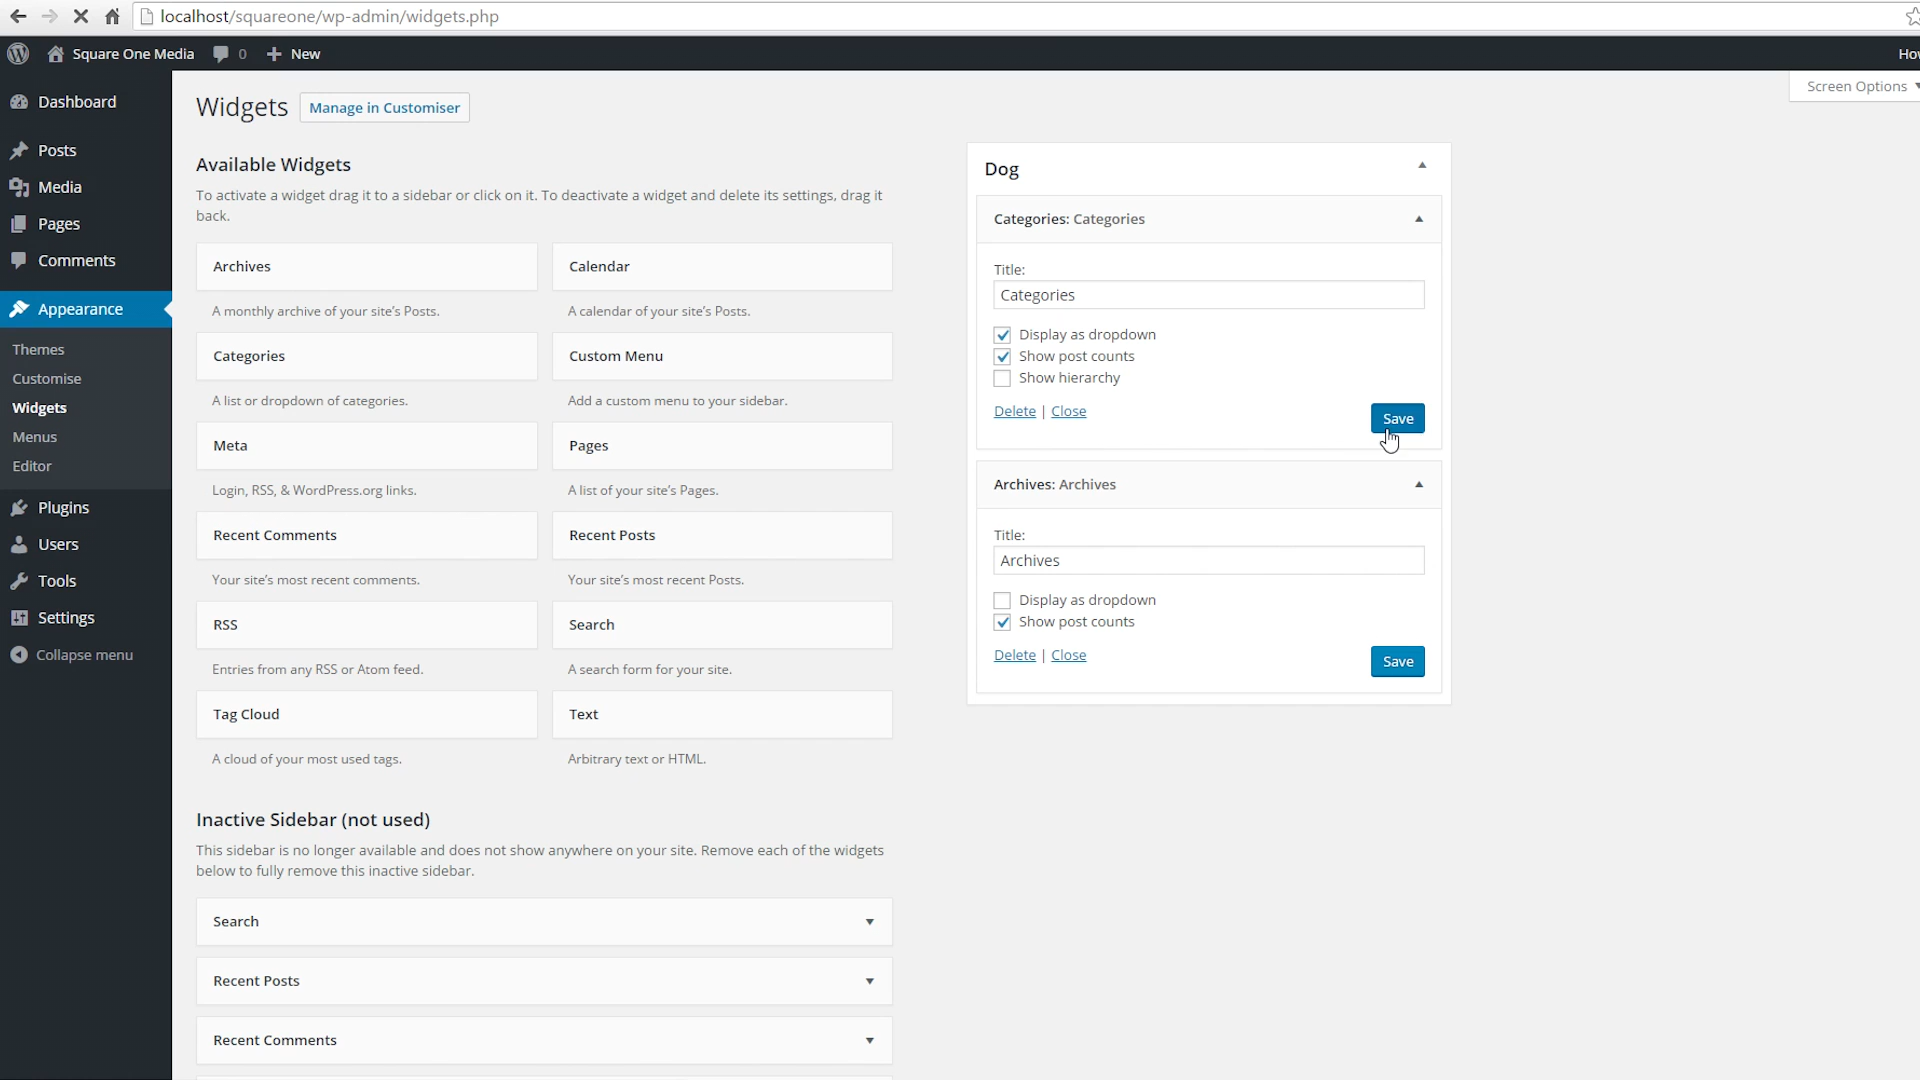 localhost/squareone/wp-admin/widgets.php
Square One Media 0 New
Dashboard
Posts
Media
Pages
Comments
Appearance
Themes
Customise
Widgets
Menus
Editor
Plugins
Users
Tools
Settings
Collapse menu
Screen Options
Widgets Manage in Customiser
Available Widgets
To activate a widget drag it to a sidebar or click on it. To deactivate a widget and delete its settings, drag it
back.
Archives
A monthly archive of your site's Posts.
Calendar
A calendar of your site's Posts.
Categories
A list or dropdown of categories.
Custom Menu
Add a custom menu to your sidebar.
Meta
Login, RSS, & WordPress.org links.
Pages
A list of your site's Pages.
Recent Comments
Your site's most recent comments.
Recent Posts
Your site's most recent Posts.
RSS
Entries from any RSS or Atom feed.
Search
A search form for your site.
Tag Cloud
A cloud of your most used tags.
Text
Arbitrary text or HTML.
Inactive Sidebar (not used)
This sidebar is no longer available and does not show anywhere on your site. Remove each of the widgets
below to fully remove this inactive sidebar.
Search
Recent Posts
Recent Comments
Dog
Categories: Categories
Title:
Categories
Display as dropdown
Show post counts
Show hierarchy
Delete | Close
Save
Archives: Archives
Title:
Archives
Display as dropdown
Show post counts
Delete | Close
Save